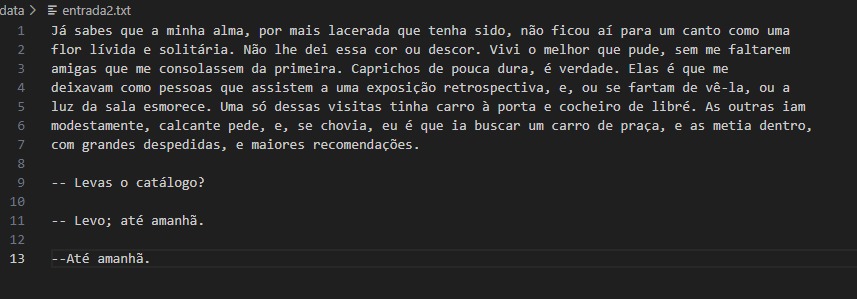 data > entrada2.txt
1 Já sabes que a minha alma, por mais lacerada que tenha sido, não ficou aí para um canto como uma
2 flor lívida e solitária. Não lhe dei essa cor ou descor. Vivi o melhor que pude, sem me faltarem
3 amigas que me consolassem da primeira. Caprichos de pouca dura, é verdade. Elas é que me
4 deixavam como pessoas que assistem a uma exposição retrospectiva, e, ou se fartam de vê-la, ou a
5 luz da sala esmorece. Uma só dessas visitas tinha carro à porta e cocheiro de libré. As outras iam
6 modestamente, calcante pede, e, se chovia, eu é que ia buscar um carro de praça, e as metia dentro,
7 com grandes despedidas, e maiores recomendações.
8
9 -- Levas o catálogo?
10
11 -- Levo; até amanhã.
12
13 --Até amanhã.